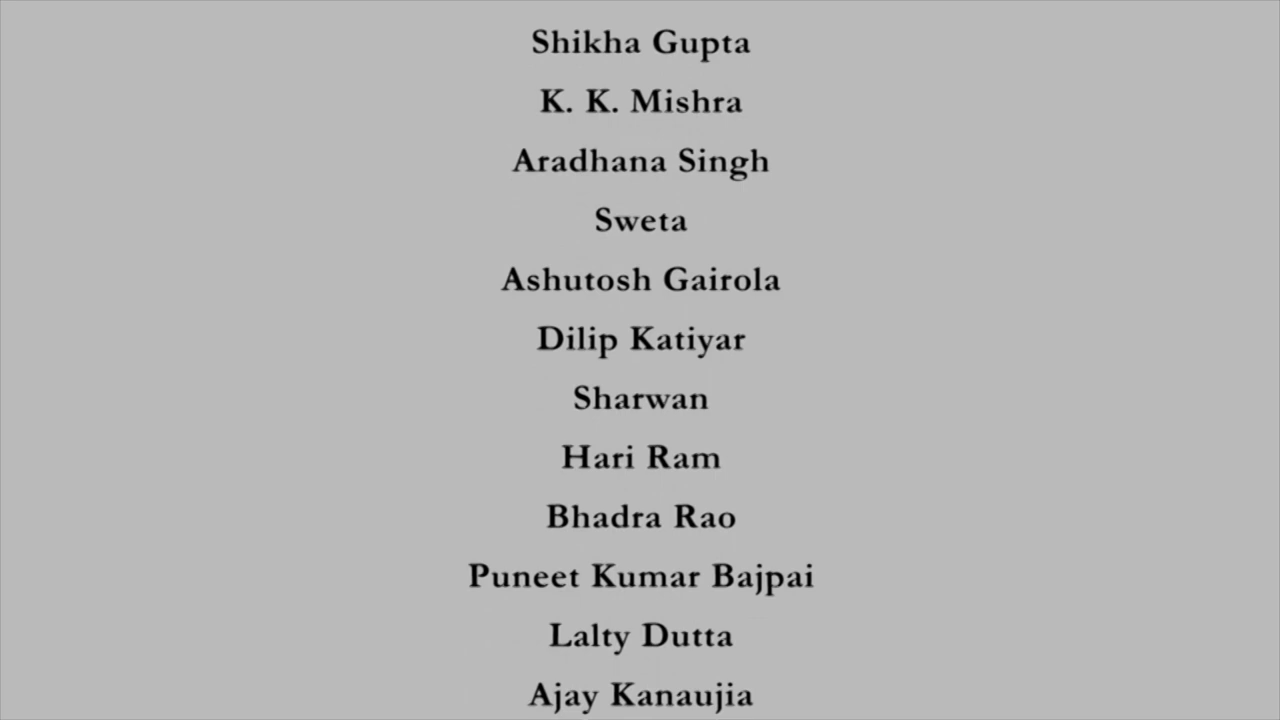 Shikha Gupta
K. K. Mishra
Aradhana Singh
Sweta
Ashutosh Gairola
Dilip Katiyar
Sharwan
Hari Ram
Bhadra Rao
Puneet Kumar Bajpai
Lalty Dutta
Ajay Kanaujia